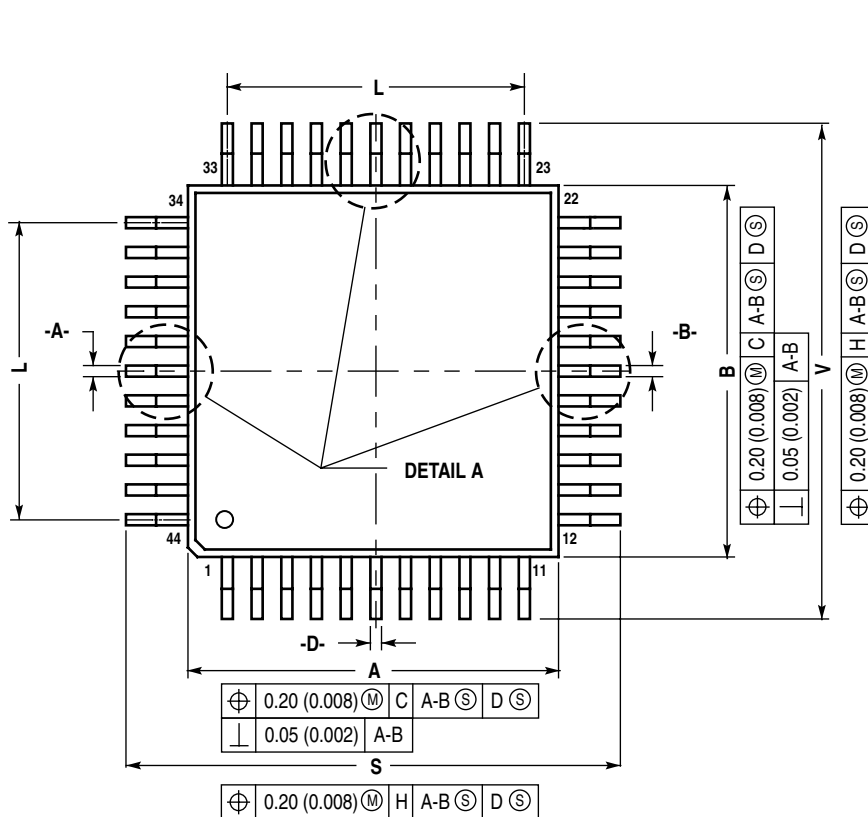 L
33
23
34
22
-A-
-B-
L
B
V
⌖ 0.20 (0.008) Ⓜ C A-B Ⓢ D Ⓢ
⊥ 0.05 (0.002) A-B
⌖ 0.20 (0.008) Ⓜ H A-B Ⓢ D Ⓢ
DETAIL A
44
12
1
11
-D-
A
⌖ 0.20 (0.008) Ⓜ C A-B Ⓢ D Ⓢ
⊥ 0.05 (0.002) A-B
S
⌖ 0.20 (0.008) Ⓜ H A-B Ⓢ D Ⓢ